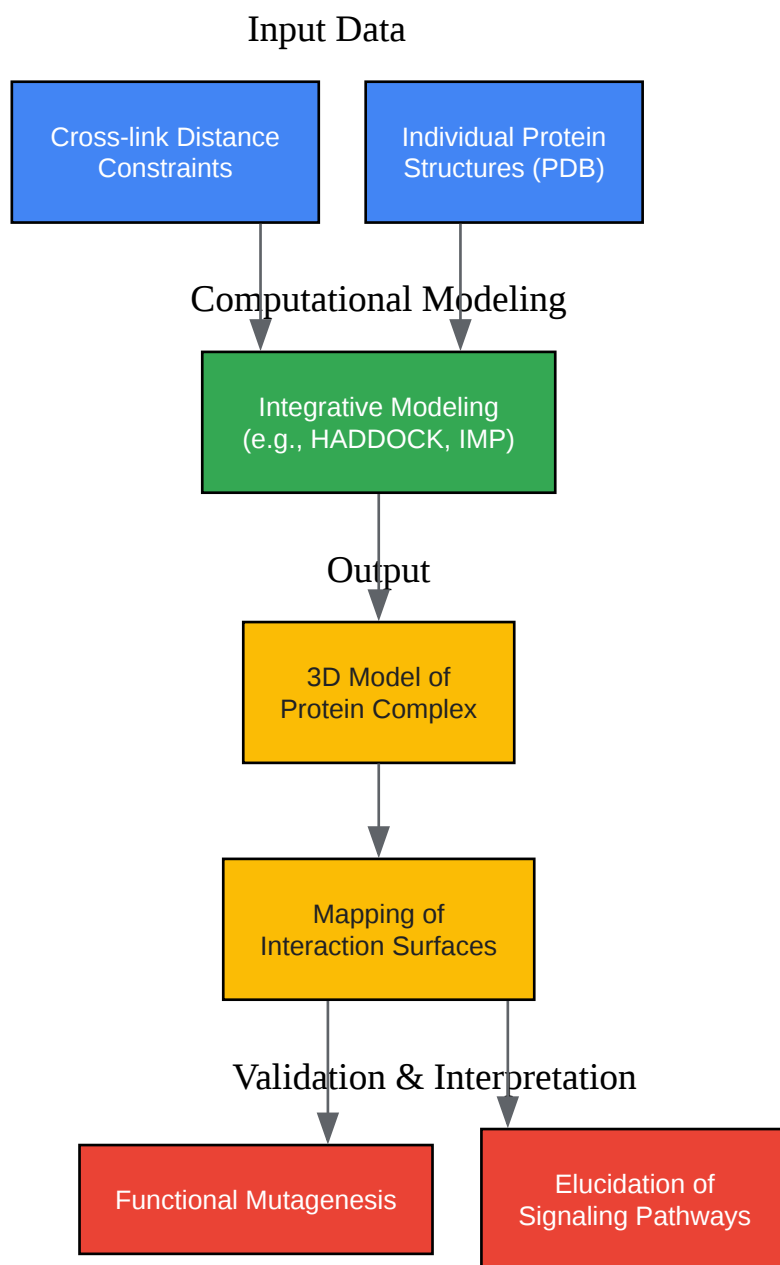 Input Data
Cross-link Distance
Constraints
Individual Protein
Structures (PDB)
Computational Modeling
Integrative Modeling
(e.g., HADDOCK, IMP)
Output
3D Model of
Protein Complex
Mapping of
Interaction Surfaces
Validation & Interpretation
Functional Mutagenesis
Elucidation of
Signaling Pathways